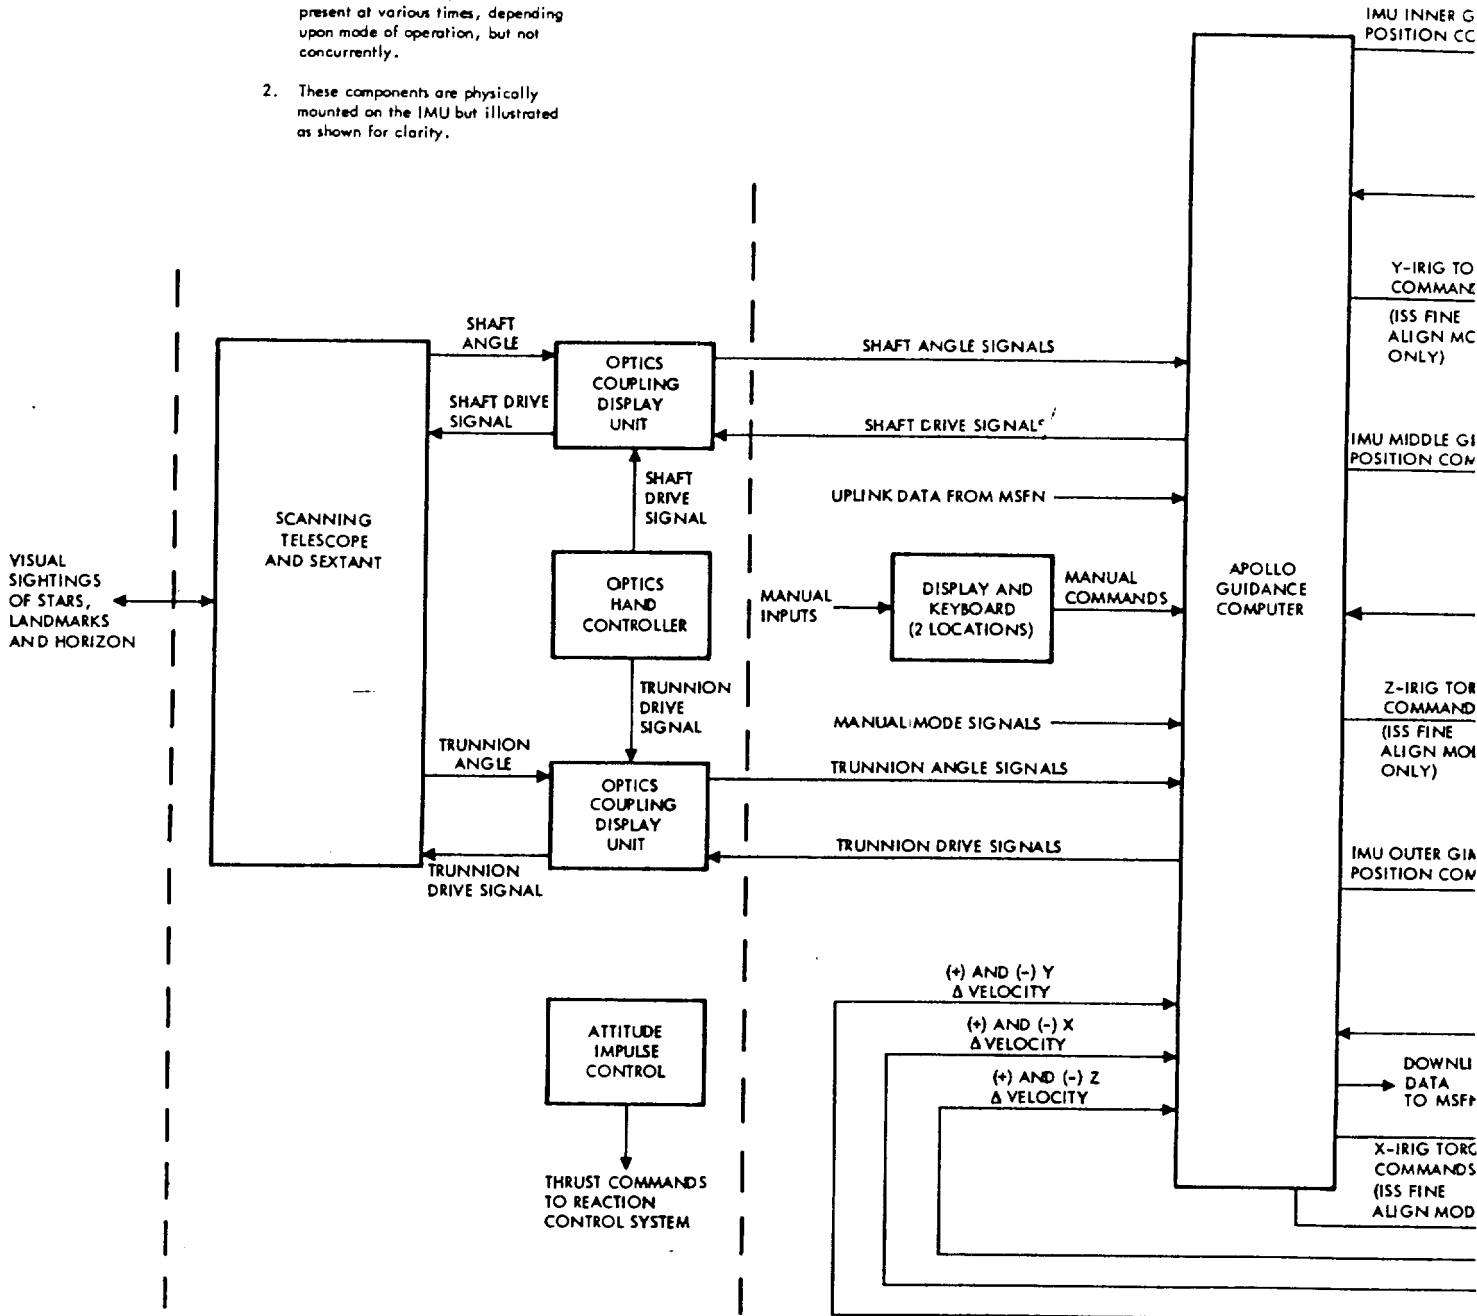 present at various times, depending
upon mode of operation, but not
concurrently.
2. These components are physically
mounted on the IMU but illustrated
as shown for clarity.
IMU INNER G
POSITION CO
Y-IRIG TO
COMMAND
(ISS FINE
ALIGN MO
ONLY)
SHAFT
ANGLE
OPTICS
COUPLING
DISPLAY
UNIT
SHAFT ANGLE SIGNALS
SHAFT DRIVE
SIGNAL
SHAFT DRIVE SIGNALS
IMU MIDDLE GI
POSITION COM
SHAFT
DRIVE
SIGNAL
UPLINK DATA FROM MSFN
SCANNING
TELESCOPE
AND SEXTANT
VISUAL
SIGHTINGS
OF STARS,
LANDMARKS
AND HORIZON
OPTICS
HAND
CONTROLLER
MANUAL
INPUTS
DISPLAY AND
KEYBOARD
(2 LOCATIONS)
MANUAL
COMMANDS
APOLLO
GUIDANCE
COMPUTER
TRUNNION
DRIVE
SIGNAL
MANUAL MODE SIGNALS
Z-IRIG TOR
COMMAND
(ISS FINE
ALIGN MOD
ONLY)
TRUNNION
ANGLE
OPTICS
COUPLING
DISPLAY
UNIT
TRUNNION ANGLE SIGNALS
TRUNNION
DRIVE SIGNAL
TRUNNION DRIVE SIGNALS
IMU OUTER GIM
POSITION COM
(+) AND (-) Y
Δ VELOCITY
(+) AND (-) X
Δ VELOCITY
(+) AND (-) Z
Δ VELOCITY
ATTITUDE
IMPULSE
CONTROL
THRUST COMMANDS
TO REACTION
CONTROL SYSTEM
DOWNLI
DATA
TO MSFN
X-IRIG TORQ
COMMANDS
(ISS FINE
ALIGN MOD